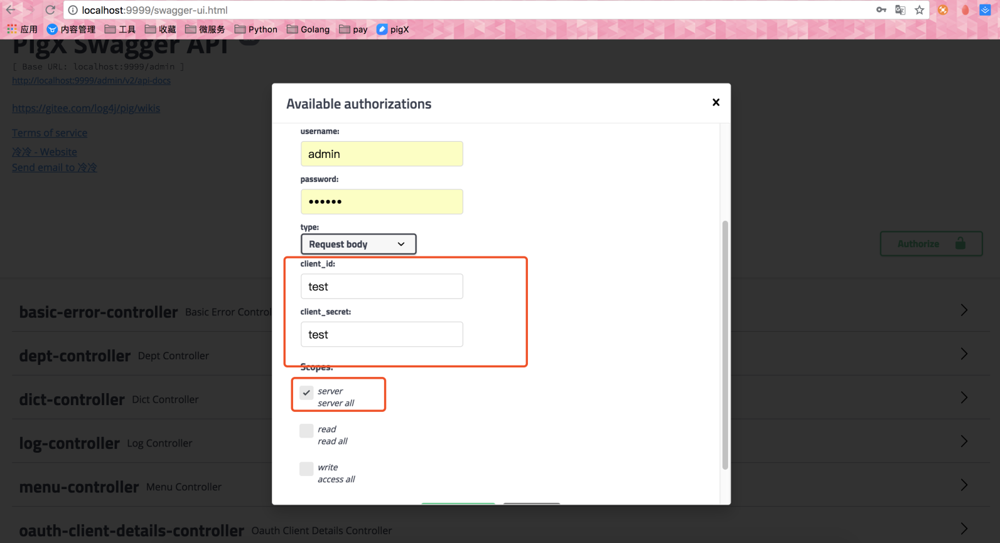 localhost:9999/swagger-ui.html
应用 内容管理 工具 收藏 微服务 Python Golang pay pigX
PigX Swagger API
[ Base URL: localhost:9999/admin ]
http://localhost:9999/admin/v2/api-docs
https://gitee.com/log4j/pig/wikis
Terms of service
冷冷 - Website
Send email to 冷冷
Available authorizations
username:
admin
password:
••••••
type:
Request body
client_id:
test
client_secret:
test
Scopes:
server
server all
read
read all
write
access all
Authorize
basic-error-controller Basic Error Control
dept-controller Dept Controller
dict-controller Dict Controller
log-controller Log Controller
menu-controller Menu Controller
oauth-client-details-controller Oauth Client Details Controller